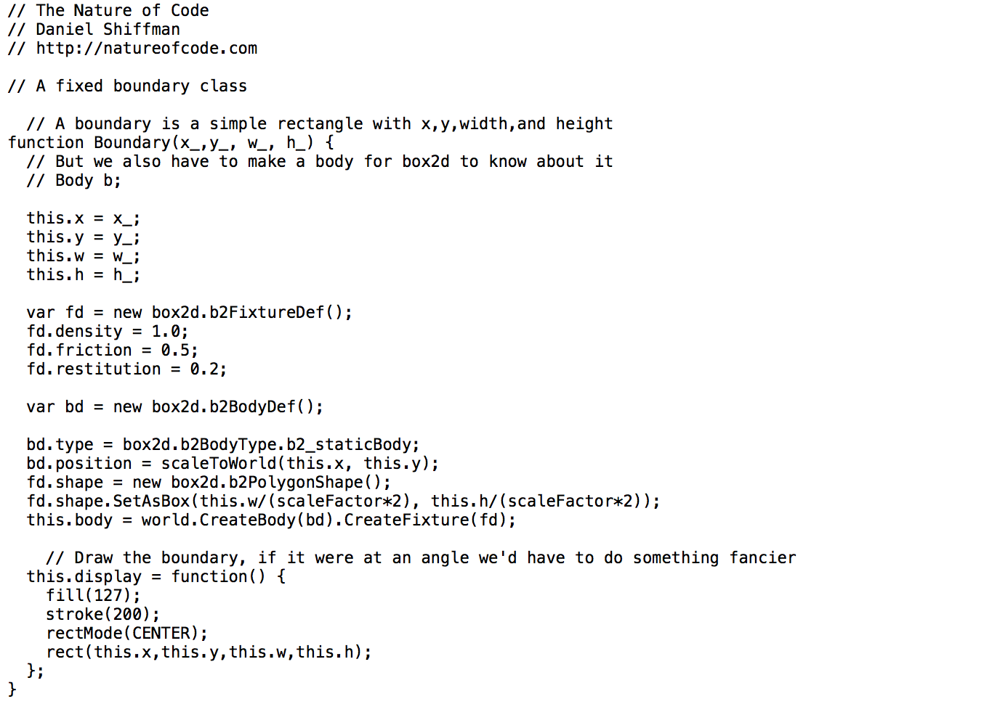 // The Nature of Code
// Daniel Shiffman
// http://natureofcode.com
// A fixed boundary class
// A boundary is a simple rectangle with x,y,width,and height
function Boundary(x_,y_, w_, h_) {
// But we also have to make a body for box2d to know about it
// Body b;
this.x = x_;
this.y = y_;
this.w = w_;
this.h = h_;
var fd = new box2d.b2FixtureDef();
fd.density = 1.0;
fd.friction = 0.5;
fd.restitution = 0.2;
var bd = new box2d.b2BodyDef();
bd.type = box2d.b2BodyType.b2_staticBody;
bd.position = scaleToWorld(this.x, this.y);
fd.shape = new box2d.b2PolygonShape();
fd.shape.SetAsBox(this.w/(scaleFactor*2), this.h/(scaleFactor*2));
this.body = world.CreateBody(bd).CreateFixture(fd);
// Draw the boundary, if it were at an angle we'd have to do something fancier
this.display = function() {
fill(127);
stroke(200);
rectMode(CENTER);
rect(this.x,this.y,this.w,this.h);
};
}